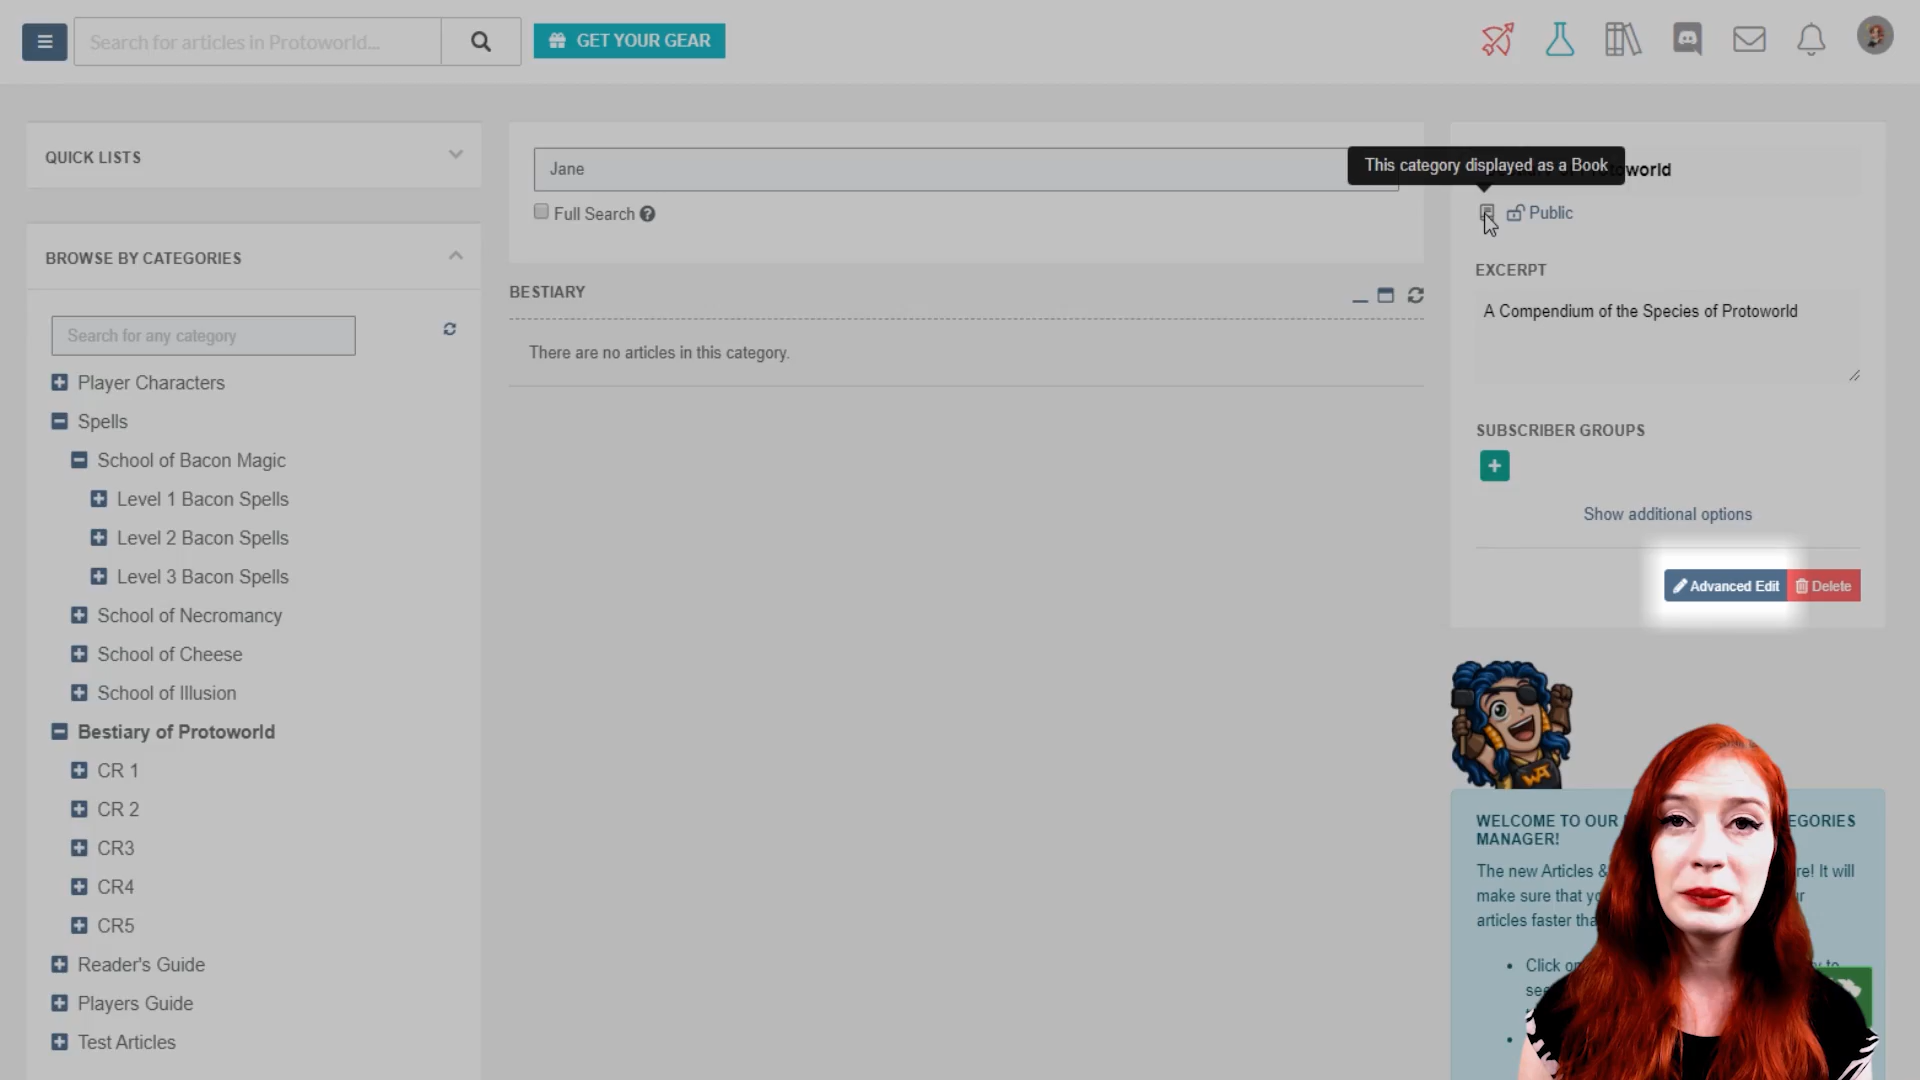 Search for articles in Protoworld...
GET YOUR GEAR
QUICK LISTS
BROWSE BY CATEGORIES
Search for any category
Player Characters
Spells
School of Bacon Magic
Level 1 Bacon Spells
Level 2 Bacon Spells
Level 3 Bacon Spells
School of Necromancy
School of Cheese
School of Illusion
Bestiary of Protoworld
CR 1
CR 2
CR3
CR4
CR5
Reader's Guide
Players Guide
Test Articles
Jane
Full Search
BESTIARY
There are no articles in this category.
This category displayed as a Book
oworld
Public
EXCERPT
A Compendium of the Species of Protoworld
SUBSCRIBER GROUPS
Show additional options
Advanced Edit Delete
WA
WELCOME TO OUR EGORIES
MANAGER!
The new Articles & re! It will
make sure that
articles faster
Click
to